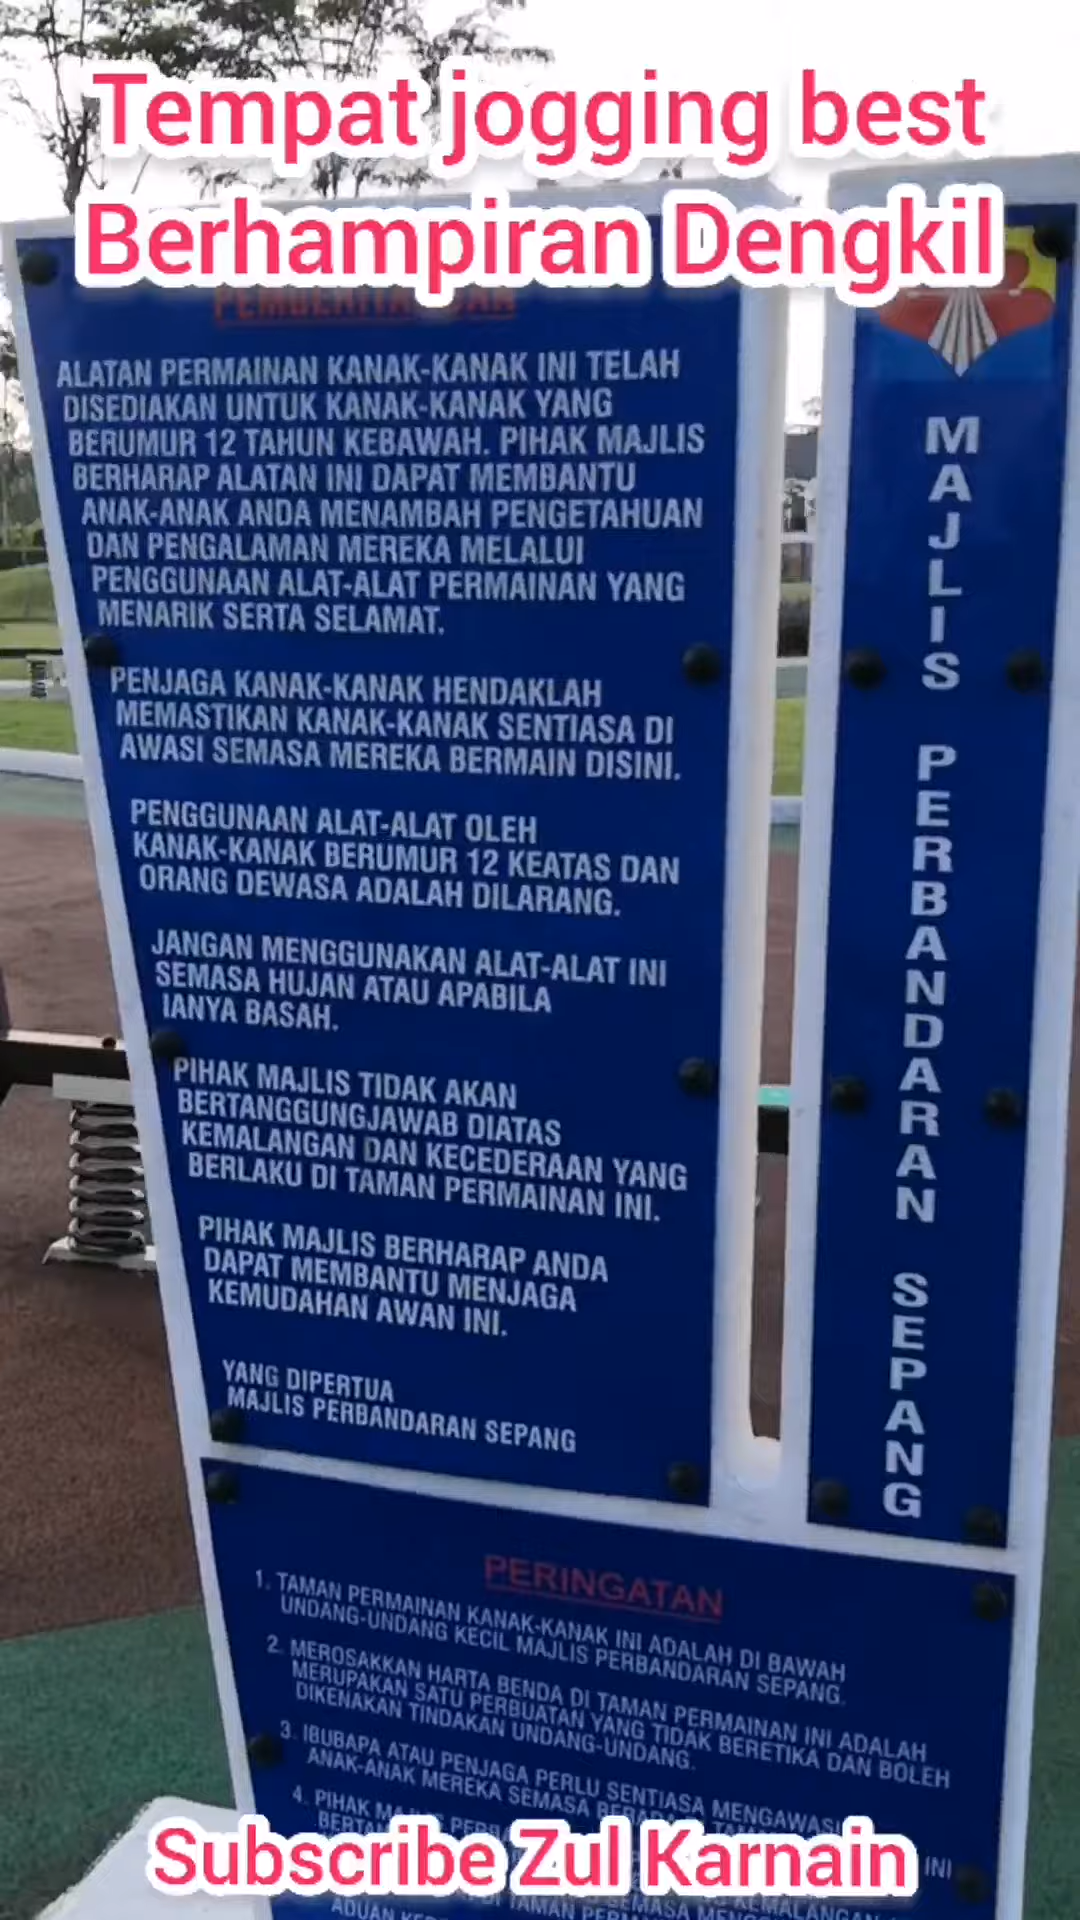 Tempat jogging best
Berhampiran Dengkil
ALATAN PERMAINAN KANAK-KANAK INI TELAH
DISEDIAKAN UNTUK KANAK-KANAK YANG
BERUMUR 12 TAHUN KEBAWAH. PIHAK MAJLIS
BERHARAP ALATAN INI DAPAT MEMBANTU
ANAK-ANAK ANDA MENAMBAH PENGETAHUAN
DAN PENGALAMAN MEREKA MELALUI
PENGGUNAAN ALAT-ALAT PERMAINAN YANG
MENARIK SERTA SELAMAT.
PENJAGA KANAK-KANAK HENDAKLAH
MEMASTIKAN KANAK-KANAK SENTIASA DI
AWASI SEMASA MEREKA BERMAIN DISINI.
PENGGUNAAN ALAT-ALAT OLEH
KANAK-KANAK BERUMUR 12 KEATAS DAN
ORANG DEWASA ADALAH DILARANG.
JANGAN MENGGUNAKAN ALAT-ALAT INI
SEMASA HUJAN ATAU APABILA
IANYA BASAH.
PIHAK MAJLIS TIDAK AKAN
BERTANGGUNGJAWAB DIATAS
KEMALANGAN DAN KECEDERAAN YANG
BERLAKU DI TAMAN PERMAINAN INI.
PIHAK MAJLIS BERHARAP ANDA
DAPAT MEMBANTU MENJAGA
KEMUDAHAN AWAN INI.
YANG DIPERTUA
MAJLIS PERBANDARAN SEPANG
MAJLIS PERBANDARAN SEPANG
PERINGATAN
1. TAMAN PERMAINAN KANAK-KANAK INI ADALAH DI BAWAH
UNDANG-UNDANG KECIL MAJLIS PERBANDARAN SEPANG.
2. MEROSAKKAN HARTA BENDA DI TAMAN PERMAINAN INI ADALAH
MERUPAKAN SATU PERBUATAN YANG TIDAK BERETIKA DAN BOLEH
DIKENAKAN TINDAKAN UNDANG-UNDANG.
3. IBUBAPA ATAU PENJAGA PERLU SENTIASA MENGAWASI
ANAK-ANAK MEREKA SEMASA
4. PIHAK
INI
Subscribe Zul Karnain